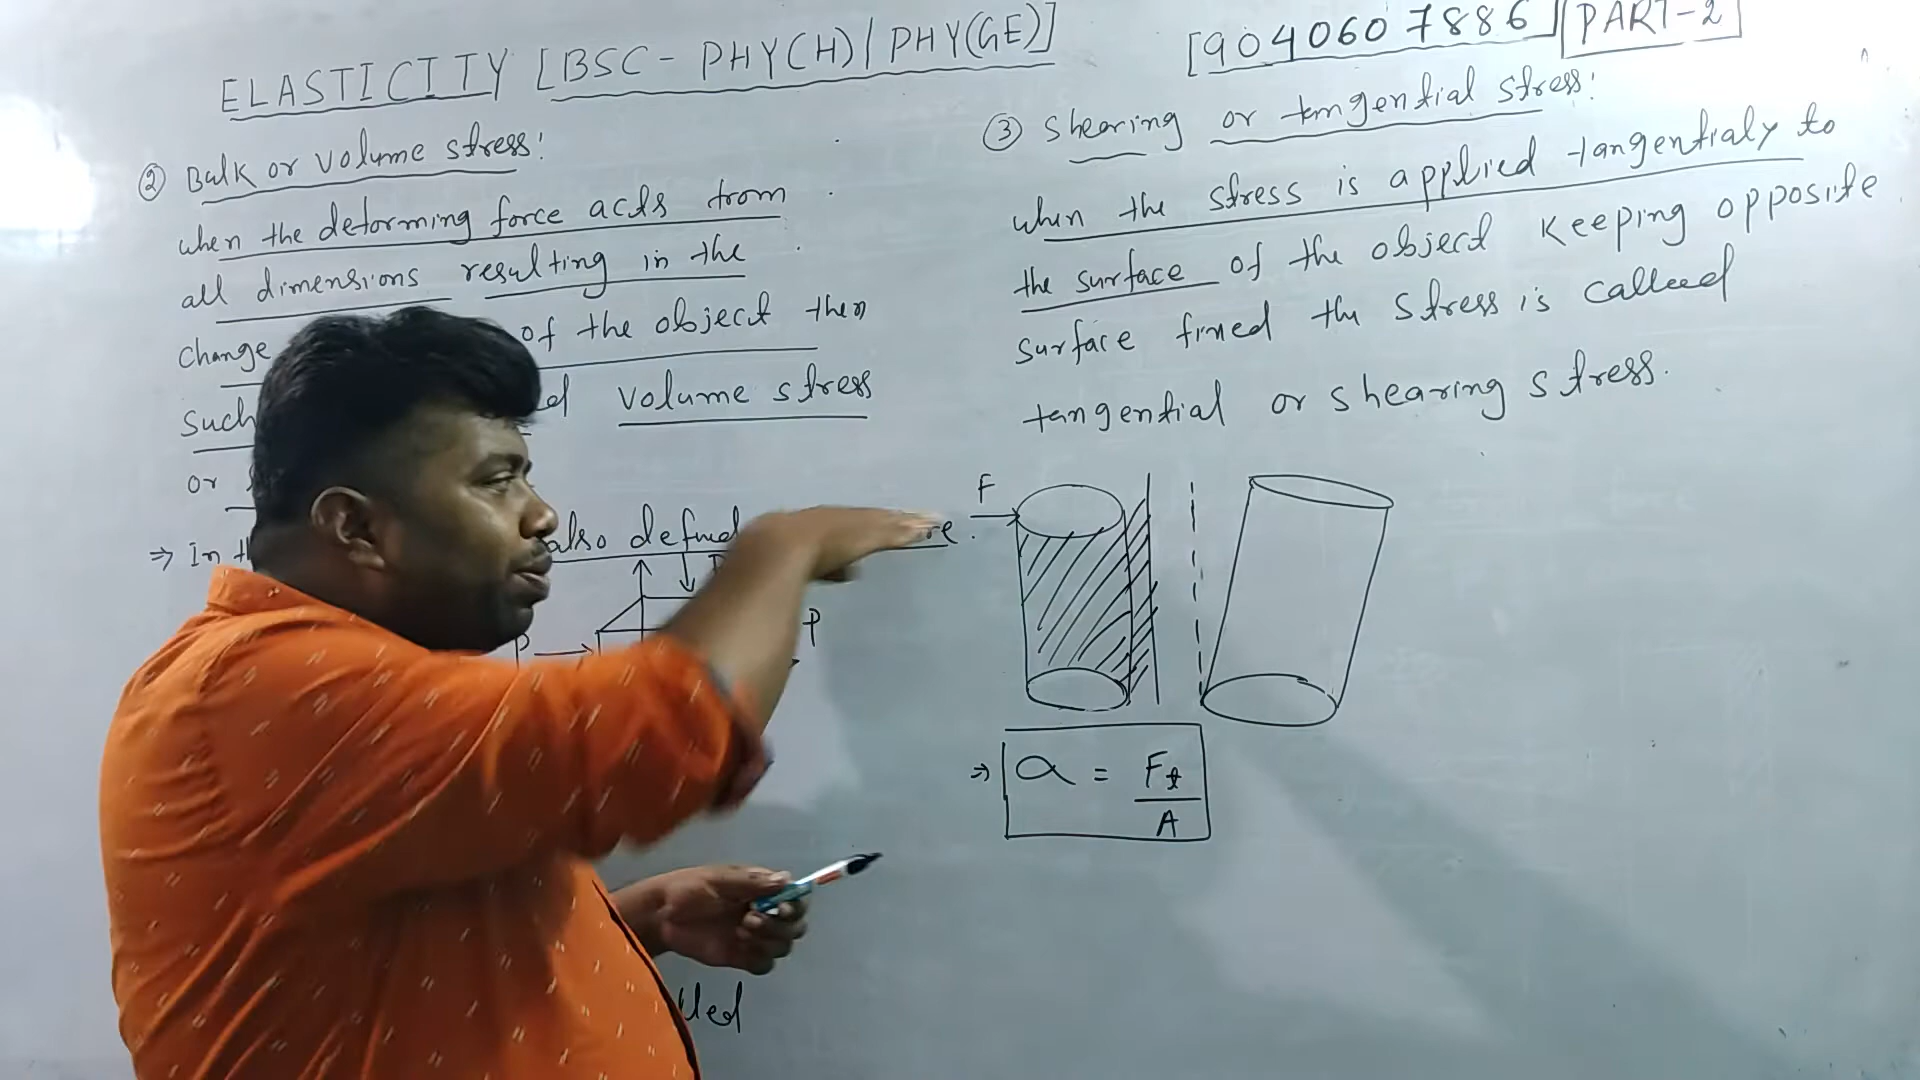 ELASTICITY [BSC - PHY(H) / PHY(GE)]
[9040607886] PART-2
② Bulk or volume stress:
when the deforming force acts from
all dimensions resulting in the
change of the object then
such volume stress
or
⇒ In also
P
P
lled
③ Shearing or tangential stress:
when the stress is applied tangentialy to
the surface of the object keeping opposite
surface fixed the stress is called
tangential or shearing stress.
F
⇒ α = Ft
A